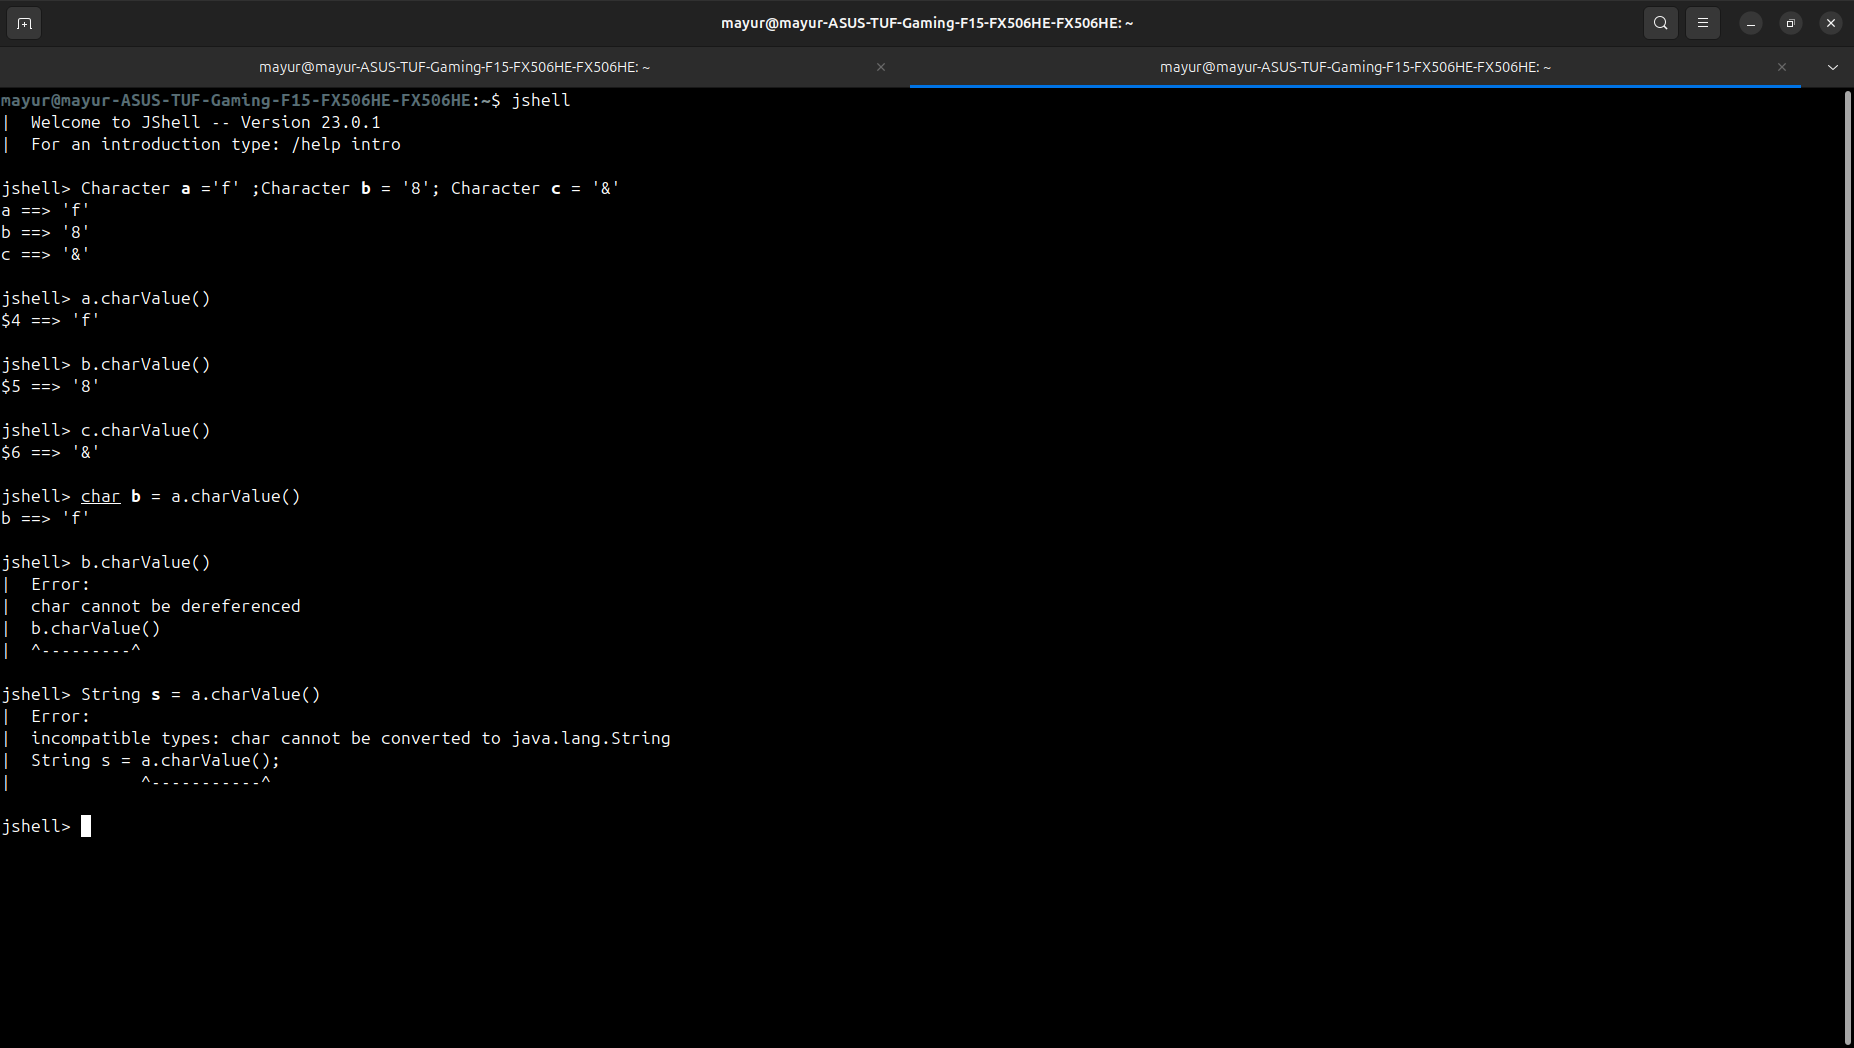 mayur@mayur-ASUS-TUF-Gaming-F15-FX506HE-FX506HE: ~
mayur@mayur-ASUS-TUF-Gaming-F15-FX506HE-FX506HE: ~
mayur@mayur-ASUS-TUF-Gaming-F15-FX506HE-FX506HE: ~
mayur@mayur-ASUS-TUF-Gaming-F15-FX506HE-FX506HE:~$ jshell
|  Welcome to JShell -- Version 23.0.1
|  For an introduction type: /help intro
jshell> Character a ='f' ;Character b = '8'; Character c = '&'
a ==> 'f'
b ==> '8'
c ==> '&'
jshell> a.charValue()
$4 ==> 'f'
jshell> b.charValue()
$5 ==> '8'
jshell> c.charValue()
$6 ==> '&'
jshell> char b = a.charValue()
b ==> 'f'
jshell> b.charValue()
|  Error:
|  char cannot be dereferenced
|  b.charValue()
|  ^---------^
jshell> String s = a.charValue()
|  Error:
|  incompatible types: char cannot be converted to java.lang.String
|  String s = a.charValue();
|             ^-----------^
jshell>